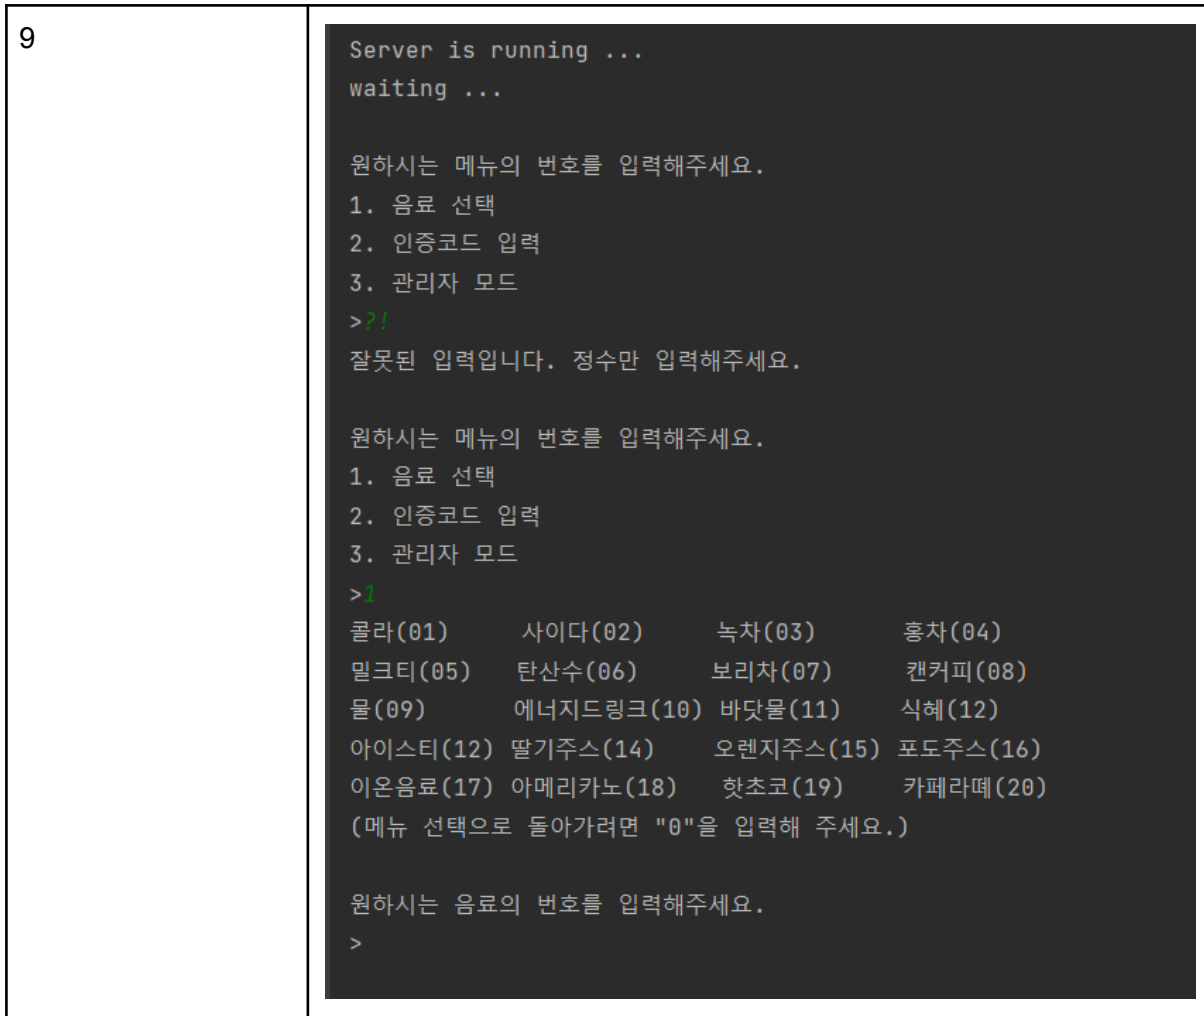 9
Server is running ...
waiting ...
원하시는 메뉴의 번호를 입력해주세요.
1. 음료 선택
2. 인증코드 입력
3. 관리자 모드
>?!
잘못된 입력입니다. 정수만 입력해주세요.
원하시는 메뉴의 번호를 입력해주세요.
1. 음료 선택
2. 인증코드 입력
3. 관리자 모드
>1
콜라(01) 사이다(02) 녹차(03) 홍차(04)
밀크티(05) 탄산수(06) 보리차(07) 캔커피(08)
물(09) 에너지드링크(10) 바닷물(11) 식혜(12)
아이스티(12) 딸기주스(14) 오렌지주스(15) 포도주스(16)
이온음료(17) 아메리카노(18) 핫초코(19) 카페라떼(20)
(메뉴 선택으로 돌아가려면 "0"을 입력해 주세요.)
원하시는 음료의 번호를 입력해주세요.
>